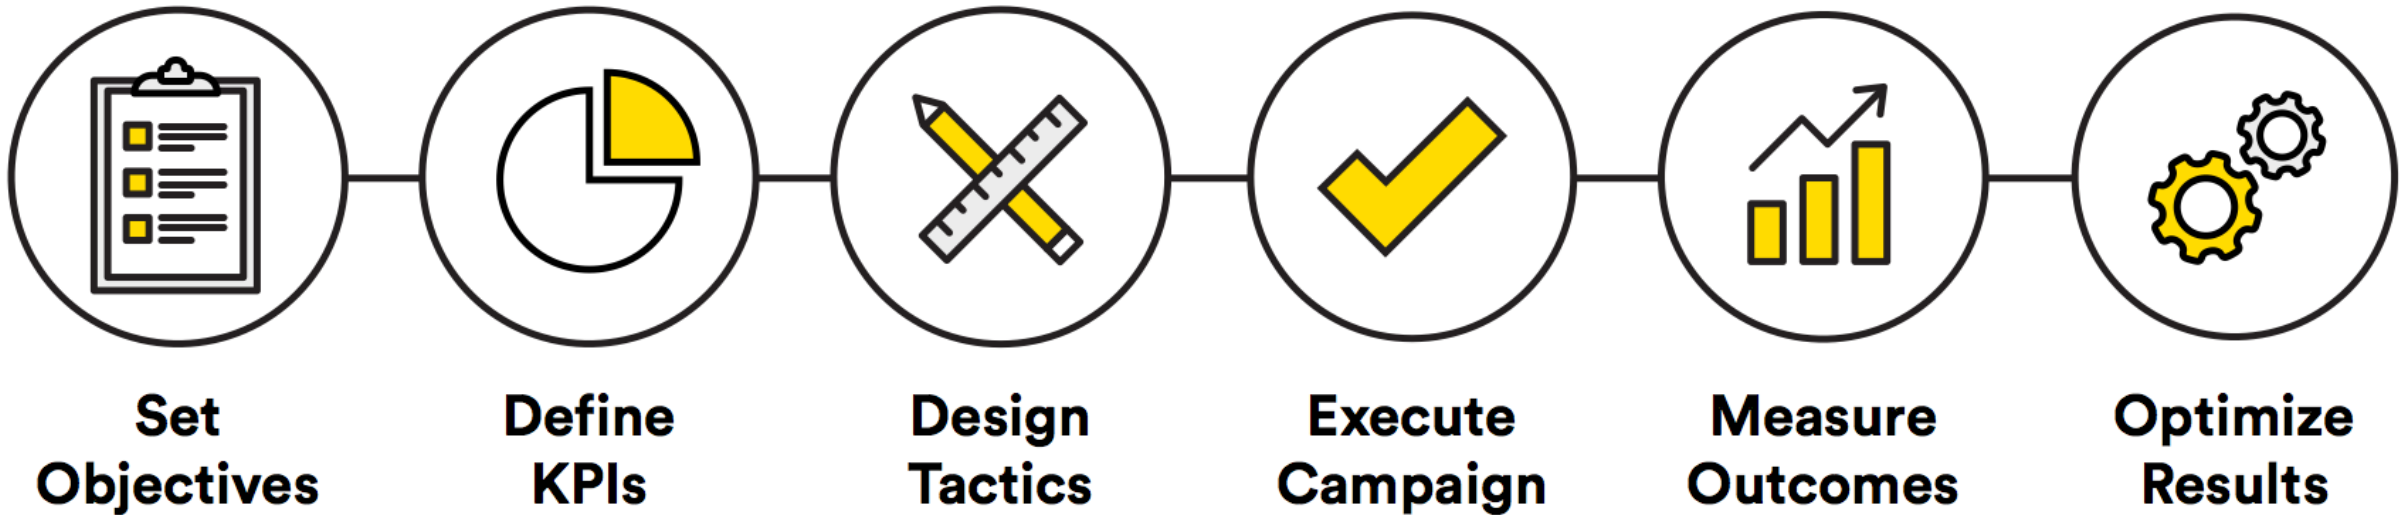 Set
Objectives
Define
KPIs
Design
Tactics
Execute
Campaign
Measure
Outcomes
Optimize
Results